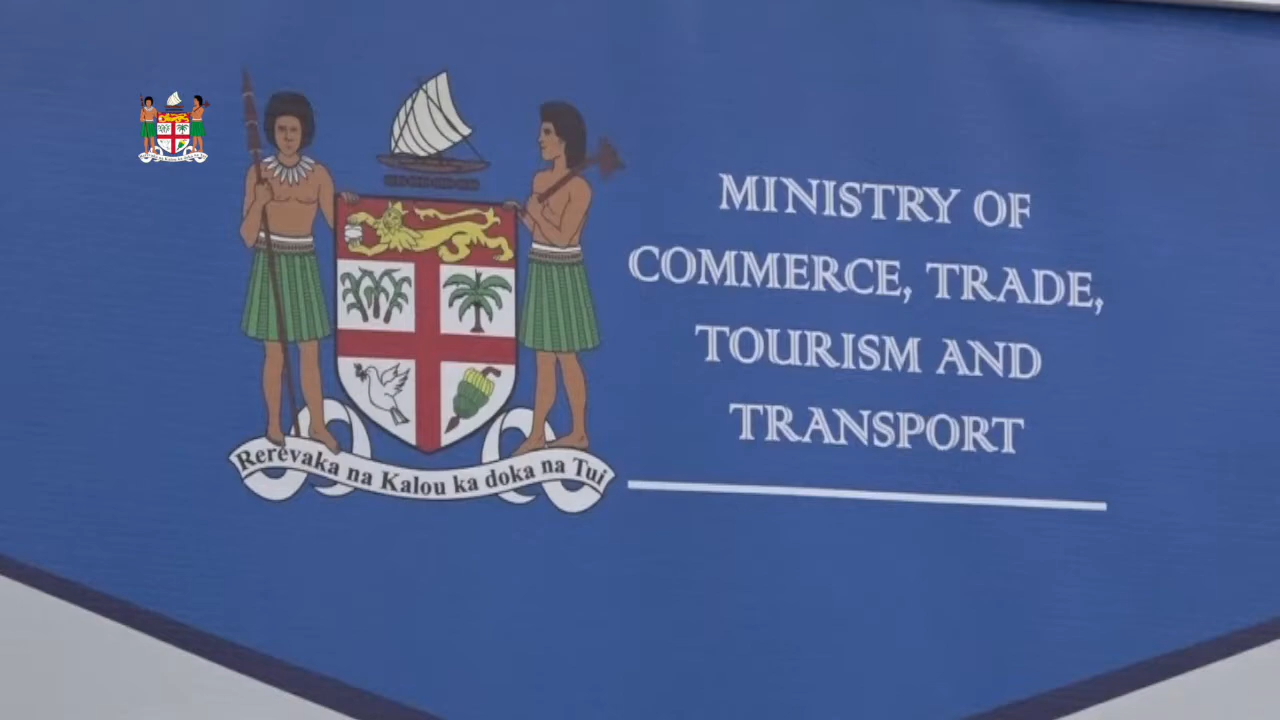 MINISTRY OF
COMMERCE, TRADE,
TOURISM AND
TRANSPORT
Rerevaka na Kalou ka doka na Tui